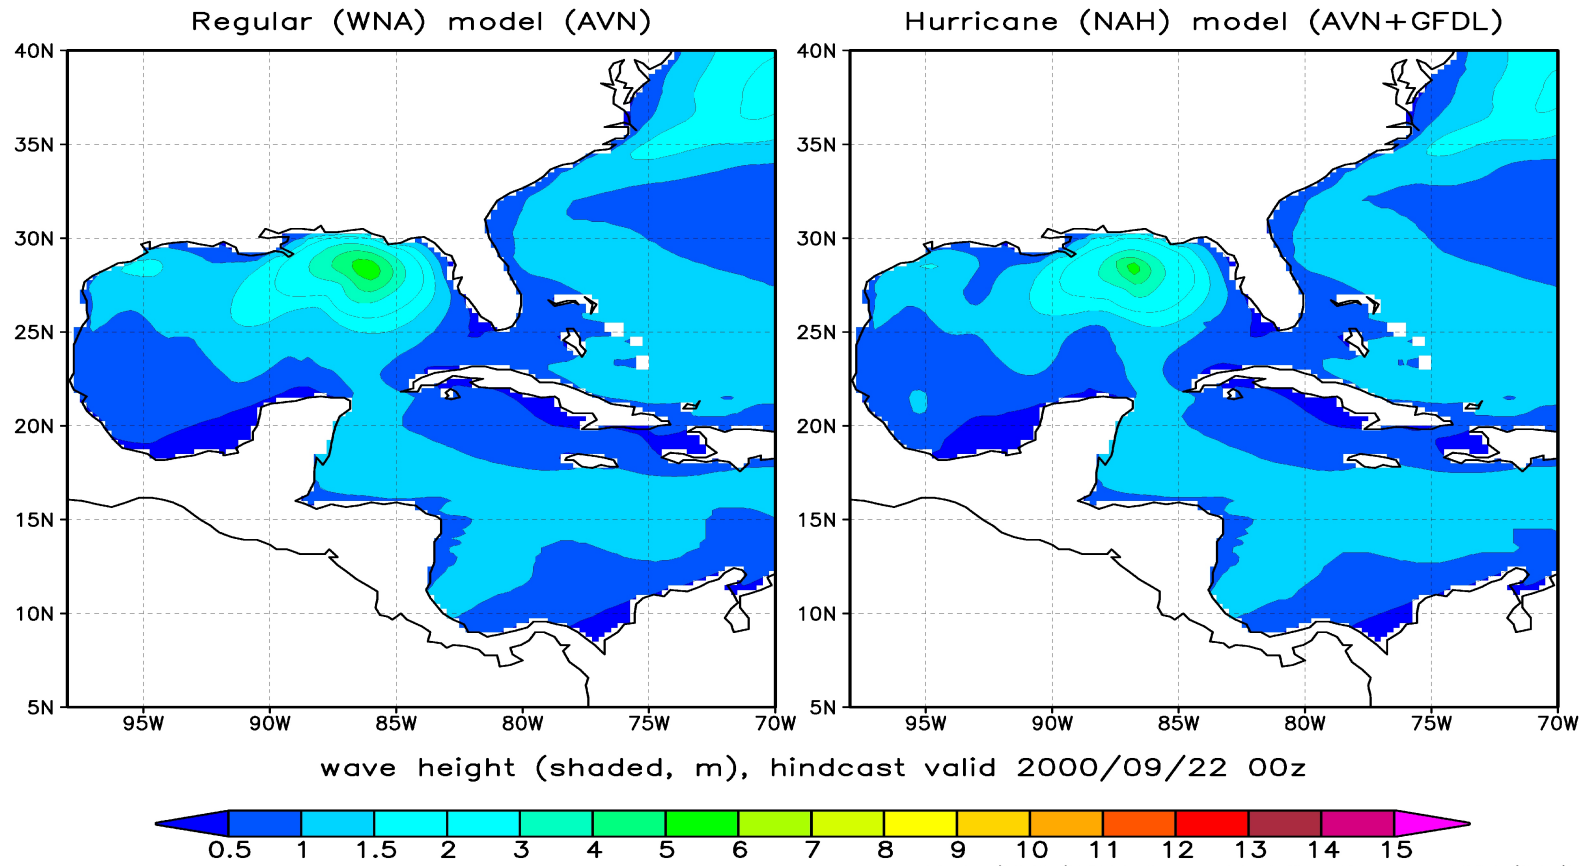 Regular (WNA) model (AVN)
Hurricane (NAH) model (AVN+GFDL)
40N
35N
30N
25N
20N
15N
10N
5N
95W 90W 85W 80W 75W 70W
40N
35N
30N
25N
20N
15N
10N
5N
95W 90W 85W 80W 75W 70W
wave height (shaded, m), hindcast valid 2000/09/22 00z
0.5 1 1.5 2 3 4 5 6 7 8 9 10 11 12 13 14 15